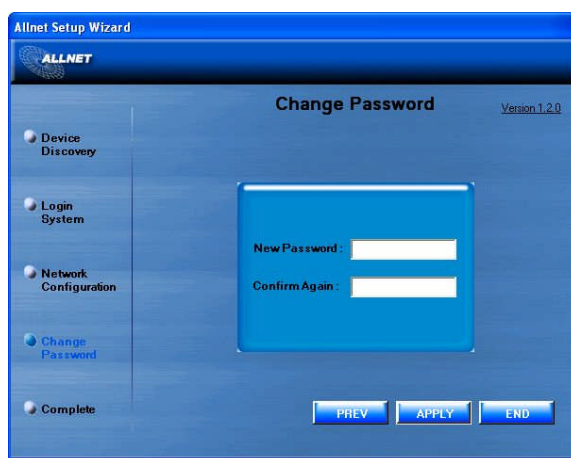 Allnet Setup Wizard
ALLNET
Change Password
Version 1.2.0
Device
Discovery
Login
System
Network
Configuration
Change
Password
Complete
New Password :
Confirm Again :
PREV
APPLY
END